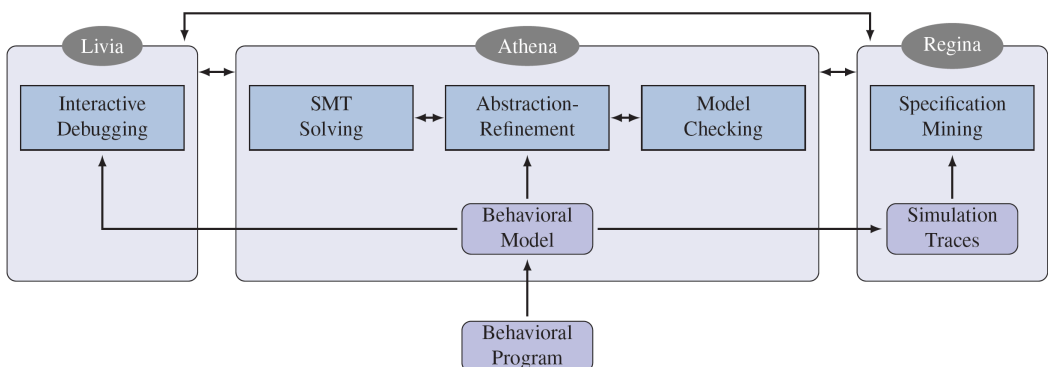 Livia
Athena
Regina
Interactive
Debugging
SMT
Solving
Abstraction-
Refinement
Model
Checking
Specification
Mining
Behavioral
Model
Simulation
Traces
Behavioral
Program